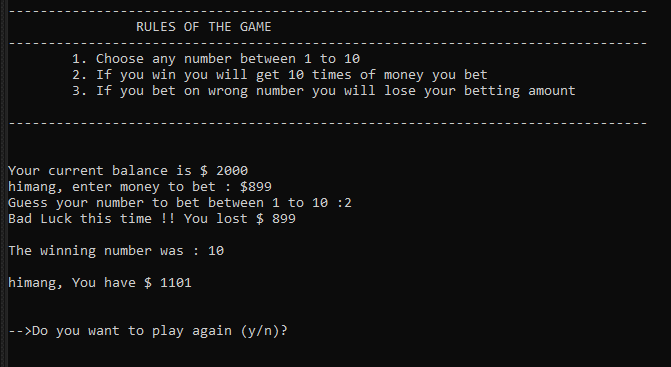 --------------------------------------------------------------------------------
RULES OF THE GAME
--------------------------------------------------------------------------------
1. Choose any number between 1 to 10
2. If you win you will get 10 times of money you bet
3. If you bet on wrong number you will lose your betting amount
--------------------------------------------------------------------------------
Your current balance is $ 2000
himang, enter money to bet : $899
Guess your number to bet between 1 to 10 :2
Bad Luck this time !! You lost $ 899
The winning number was : 10
himang, You have $ 1101
-->Do you want to play again (y/n)?